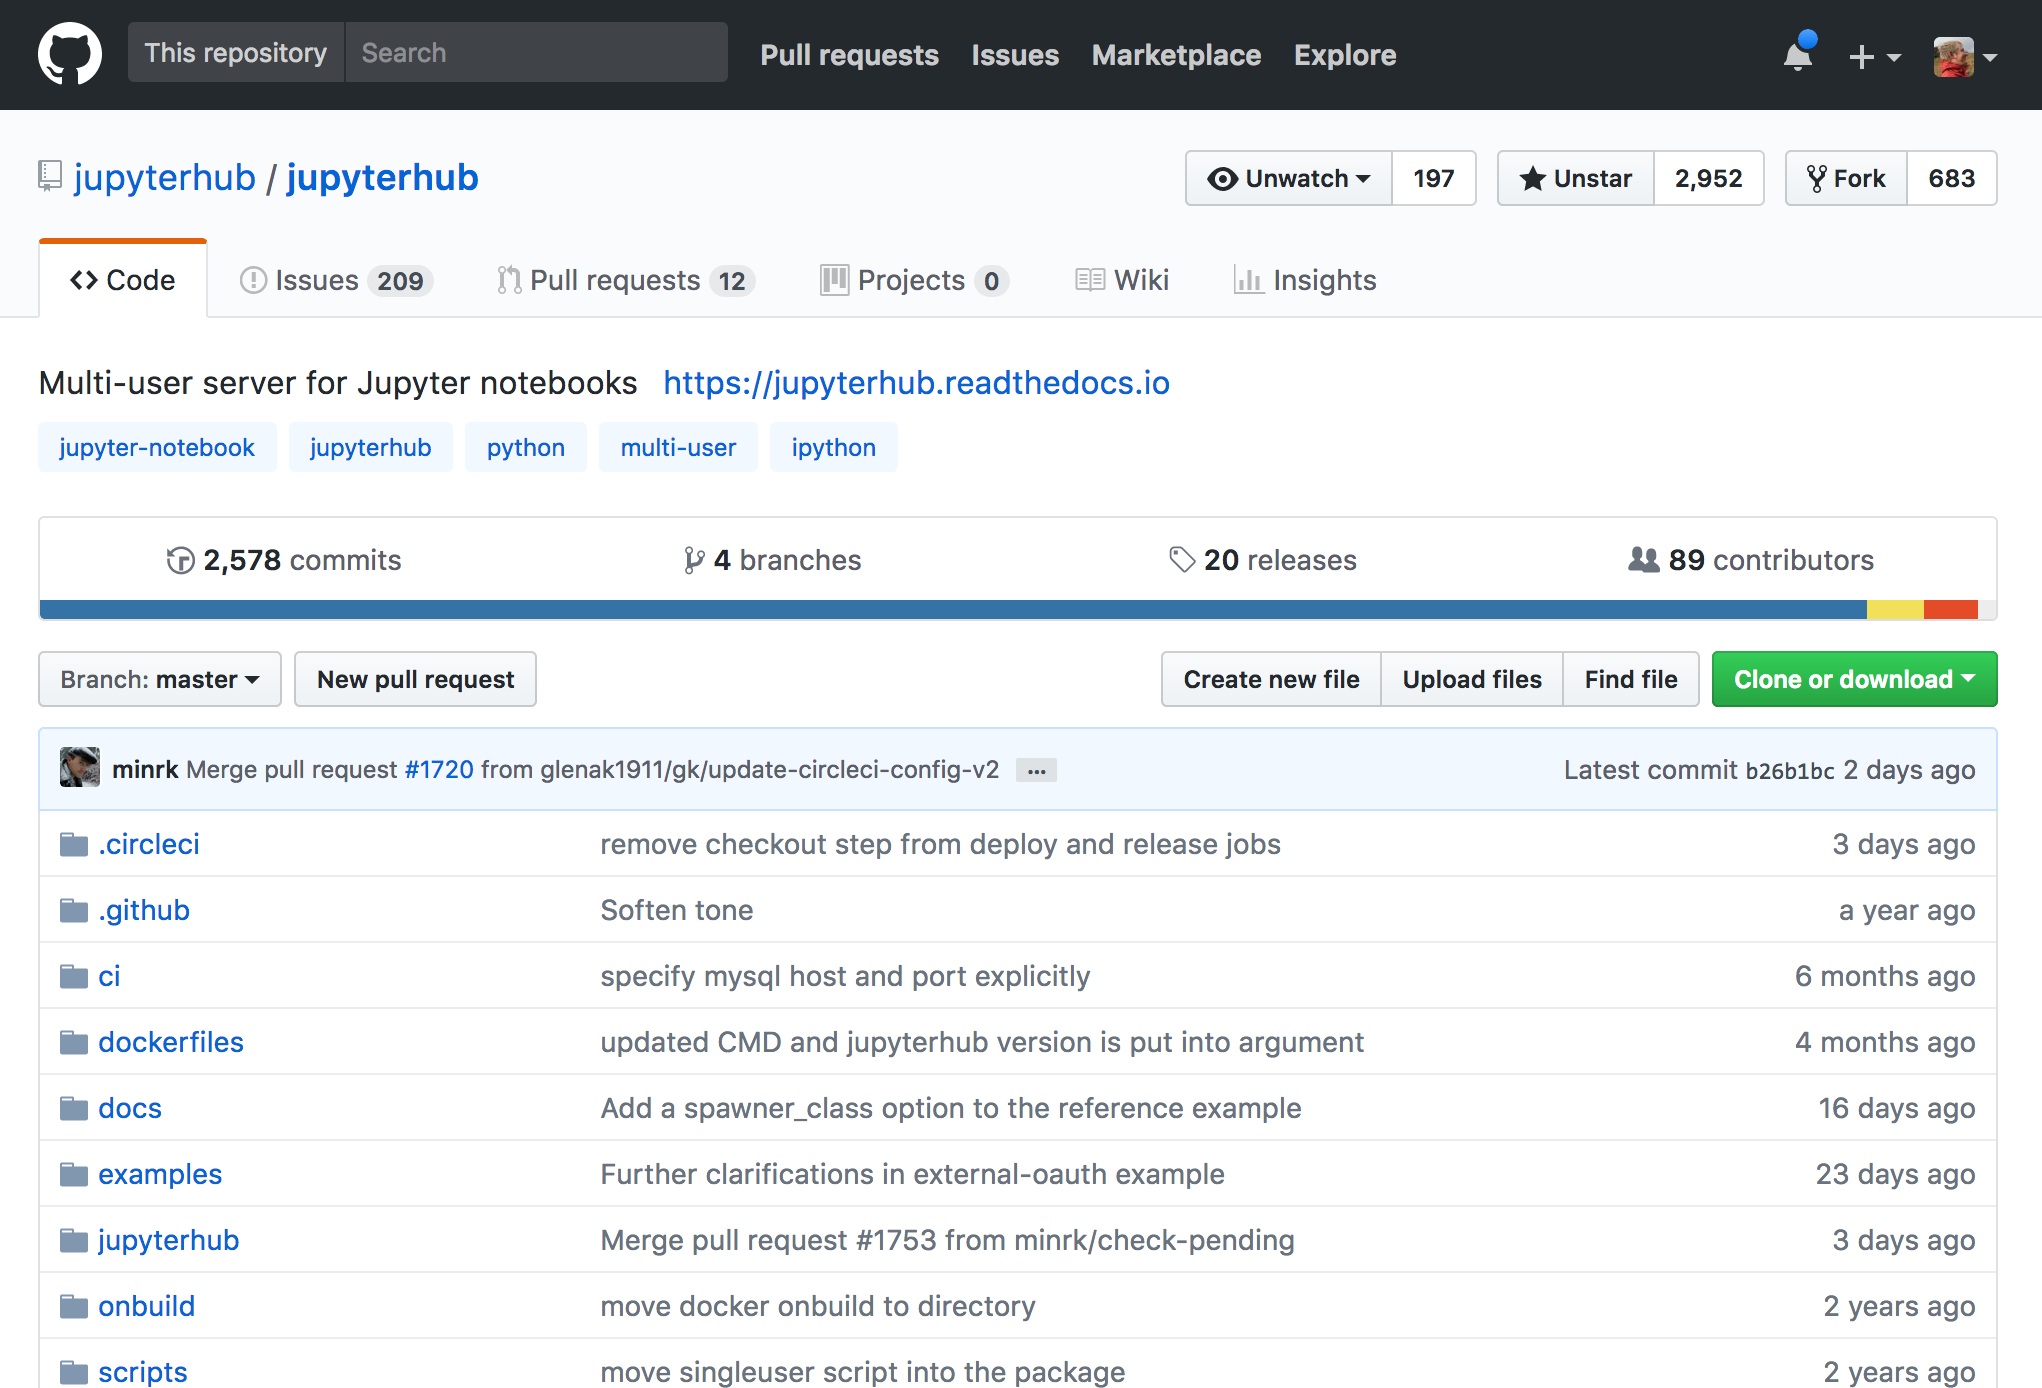 This repository Search Pull requests Issues Marketplace Explore
jupyterhub / jupyterhub Unwatch 197 Unstar 2,952 Fork 683
Code Issues 209 Pull requests 12 Projects 0 Wiki Insights
Multi-user server for Jupyter notebooks https://jupyterhub.readthedocs.io
jupyter-notebook jupyterhub python multi-user ipython
2,578 commits 4 branches 20 releases 89 contributors
Branch: master New pull request Create new file Upload files Find file Clone or download
minrk Merge pull request #1720 from glenak1911/gk/update-circleci-config-v2 ... Latest commit b26b1bc 2 days ago
.circleci remove checkout step from deploy and release jobs 3 days ago
.github Soften tone a year ago
ci specify mysql host and port explicitly 6 months ago
dockerfiles updated CMD and jupyterhub version is put into argument 4 months ago
docs Add a spawner_class option to the reference example 16 days ago
examples Further clarifications in external-oauth example 23 days ago
jupyterhub Merge pull request #1753 from minrk/check-pending 3 days ago
onbuild move docker onbuild to directory 2 years ago
scripts move singleuser script into the package 2 years ago